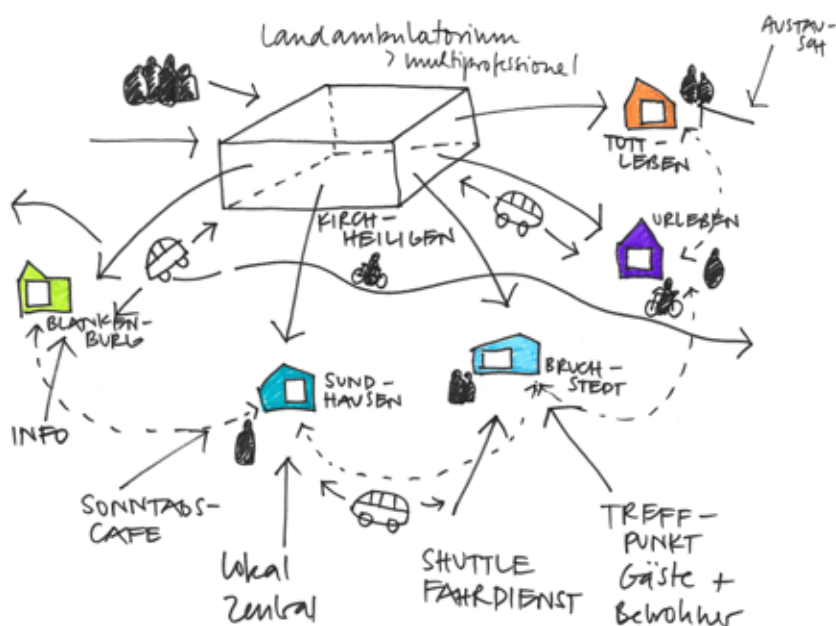 Landambulatorium
> multiprofessionel
AUSTAU-
SCH
TOTT-
LEBEN
KIRCH-
HEILIGEN
URLEBEN
BLANKEN-
BURG
SUND-
HAUSEN
BRUCH-
STEDT
INFO
SONNTADS-
CAFE
Lokal
Zentral
SHUTTLE
FAHRDIENST
TREFF-
PUNKT
Gäste +
Bewohner